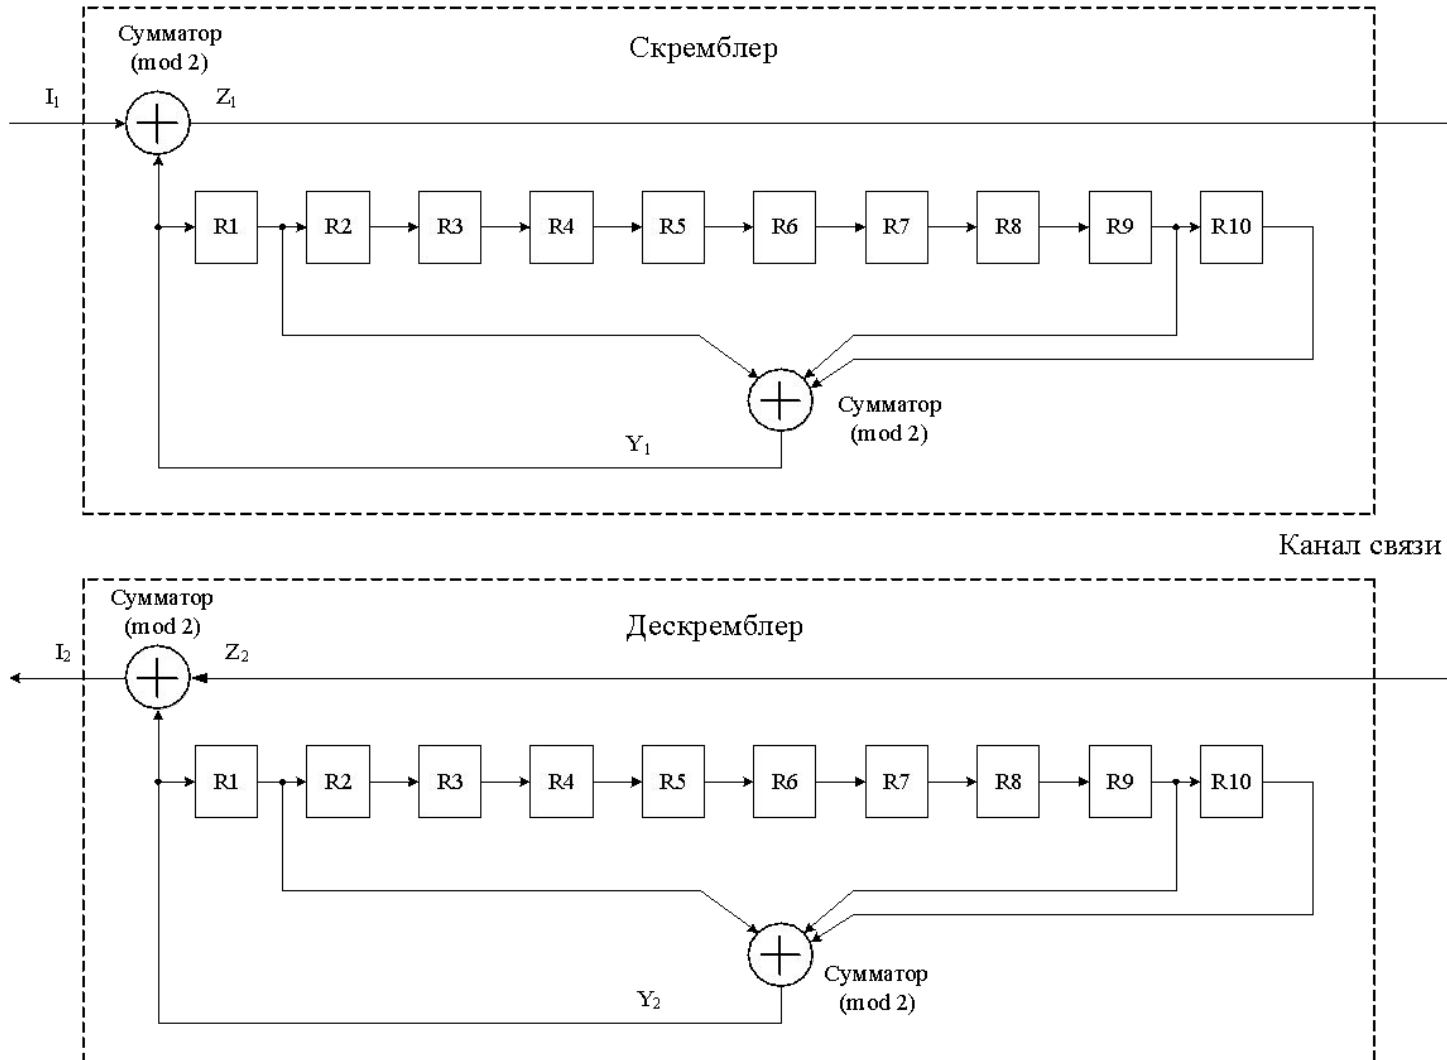 Сумматор
(mod 2)
Скремблер
I1
Z1
R1 R2 R3 R4 R5 R6 R7 R8 R9 R10
Сумматор
(mod 2)
Y1
Канал связи
Сумматор
(mod 2)
Дескремблер
I2
Z2
R1 R2 R3 R4 R5 R6 R7 R8 R9 R10
Сумматор
(mod 2)
Y2